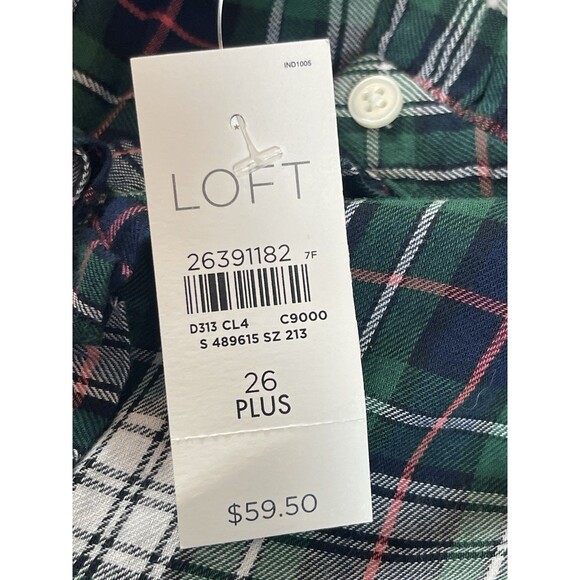 IND1005
LOFT
26391182 7F
D313 CL4 C9000
S 489615 SZ 213
26
PLUS
$59.50